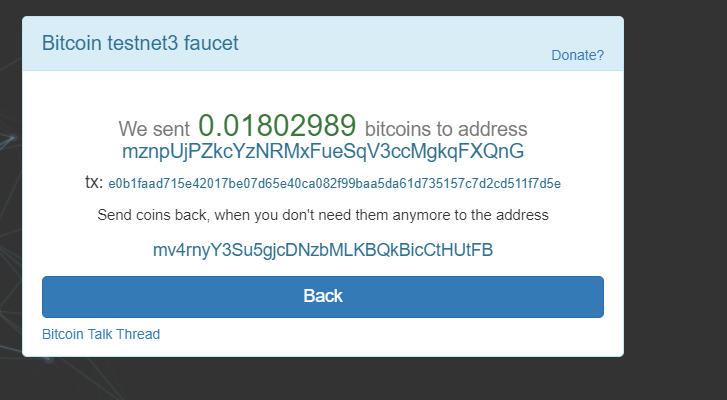 Bitcoin testnet3 faucet
Donate?
We sent 0.01802989 bitcoins to address
mznpUjPZkcYzNRMxFueSqV3ccMgkqFXQnG
tx: e0b1faad715e42017be07d65e40ca082f99baa5da61d735157c7d2cd511f7d5e
Send coins back, when you don't need them anymore to the address
mv4rnyY3Su5gjcDNzbMLKBQkBicCtHUtFB
Back
Bitcoin Talk Thread